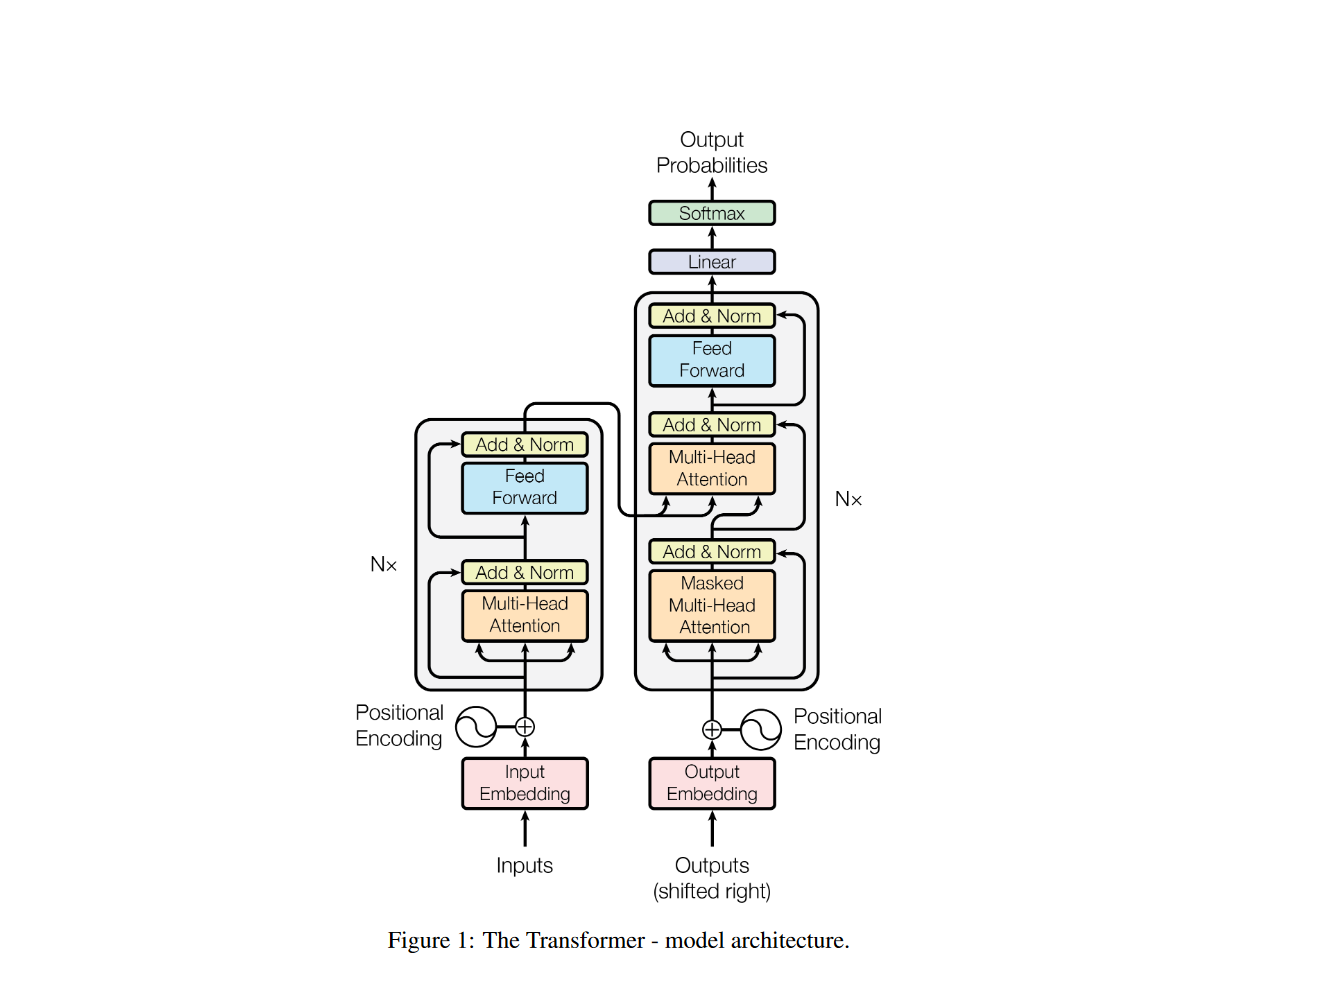 Output
Probabilities
Softmax
Linear
Add & Norm
Feed
Forward
Add & Norm
Multi-Head
Attention
N×
Add & Norm
Masked
Multi-Head
Attention
Add & Norm
Feed
Forward
N×
Add & Norm
Multi-Head
Attention
Positional
Encoding
Positional
Encoding
Input
Embedding
Output
Embedding
Inputs
Outputs
(shifted right)
Figure 1: The Transformer - model architecture.